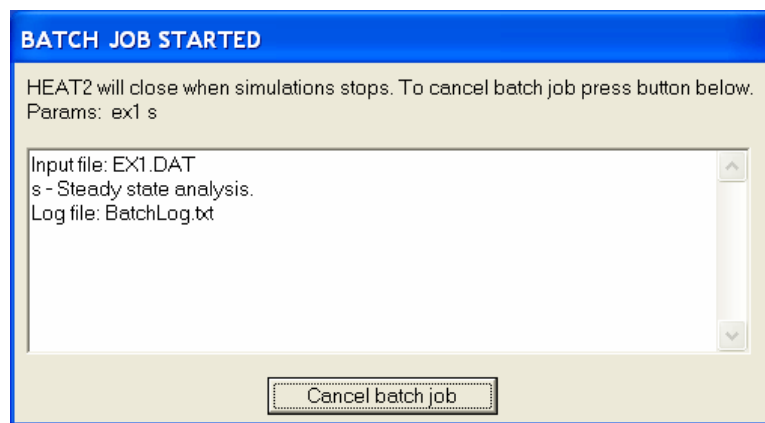 BATCH JOB STARTED
HEAT2 will close when simulations stops. To cancel batch job press button below.
Params: ex1 s
Input file: EX1.DAT
s - Steady state analysis.
Log file: BatchLog.txt
Cancel batch job